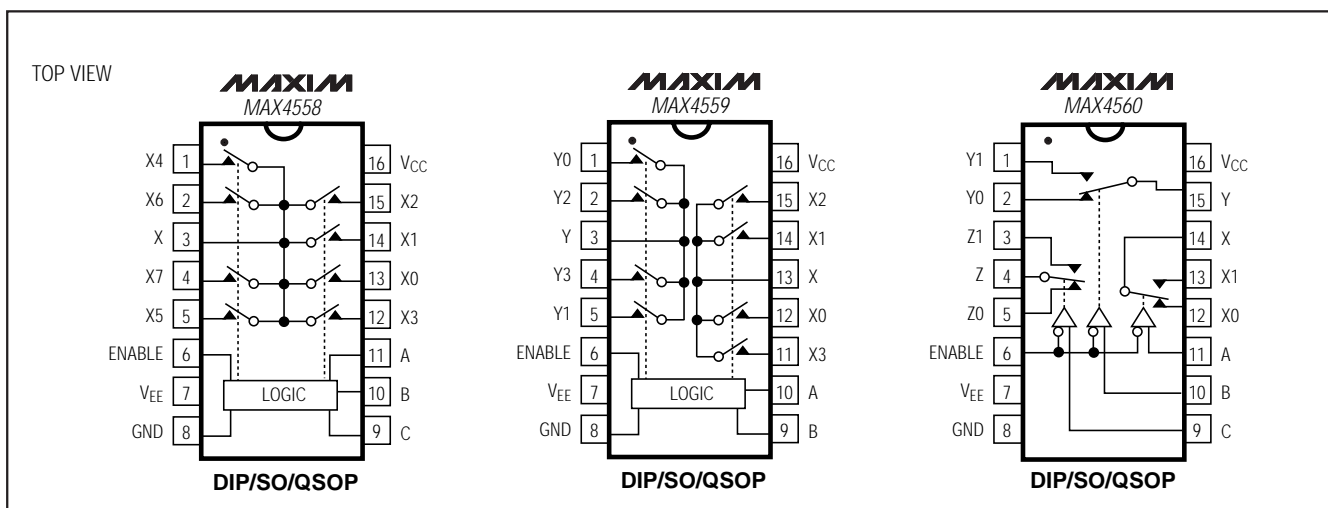 TOP VIEW
MAXIM
MAX4558
X4 1 16 VCC
X6 2 15 X2
X 3 14 X1
X7 4 13 X0
X5 5 12 X3
ENABLE 6 11 A
VEE 7 LOGIC 10 B
GND 8 9 C
DIP/SO/QSOP
MAXIM
MAX4559
Y0 1 16 VCC
Y2 2 15 X2
Y 3 14 X1
Y3 4 13 X
Y1 5 12 X0
ENABLE 6 11 X3
VEE 7 LOGIC 10 A
GND 8 9 B
DIP/SO/QSOP
MAXIM
MAX4560
Y1 1 16 VCC
Y0 2 15 Y
Z1 3 14 X
Z 4 13 X1
Z0 5 12 X0
ENABLE 6 11 A
VEE 7 10 B
GND 8 9 C
DIP/SO/QSOP